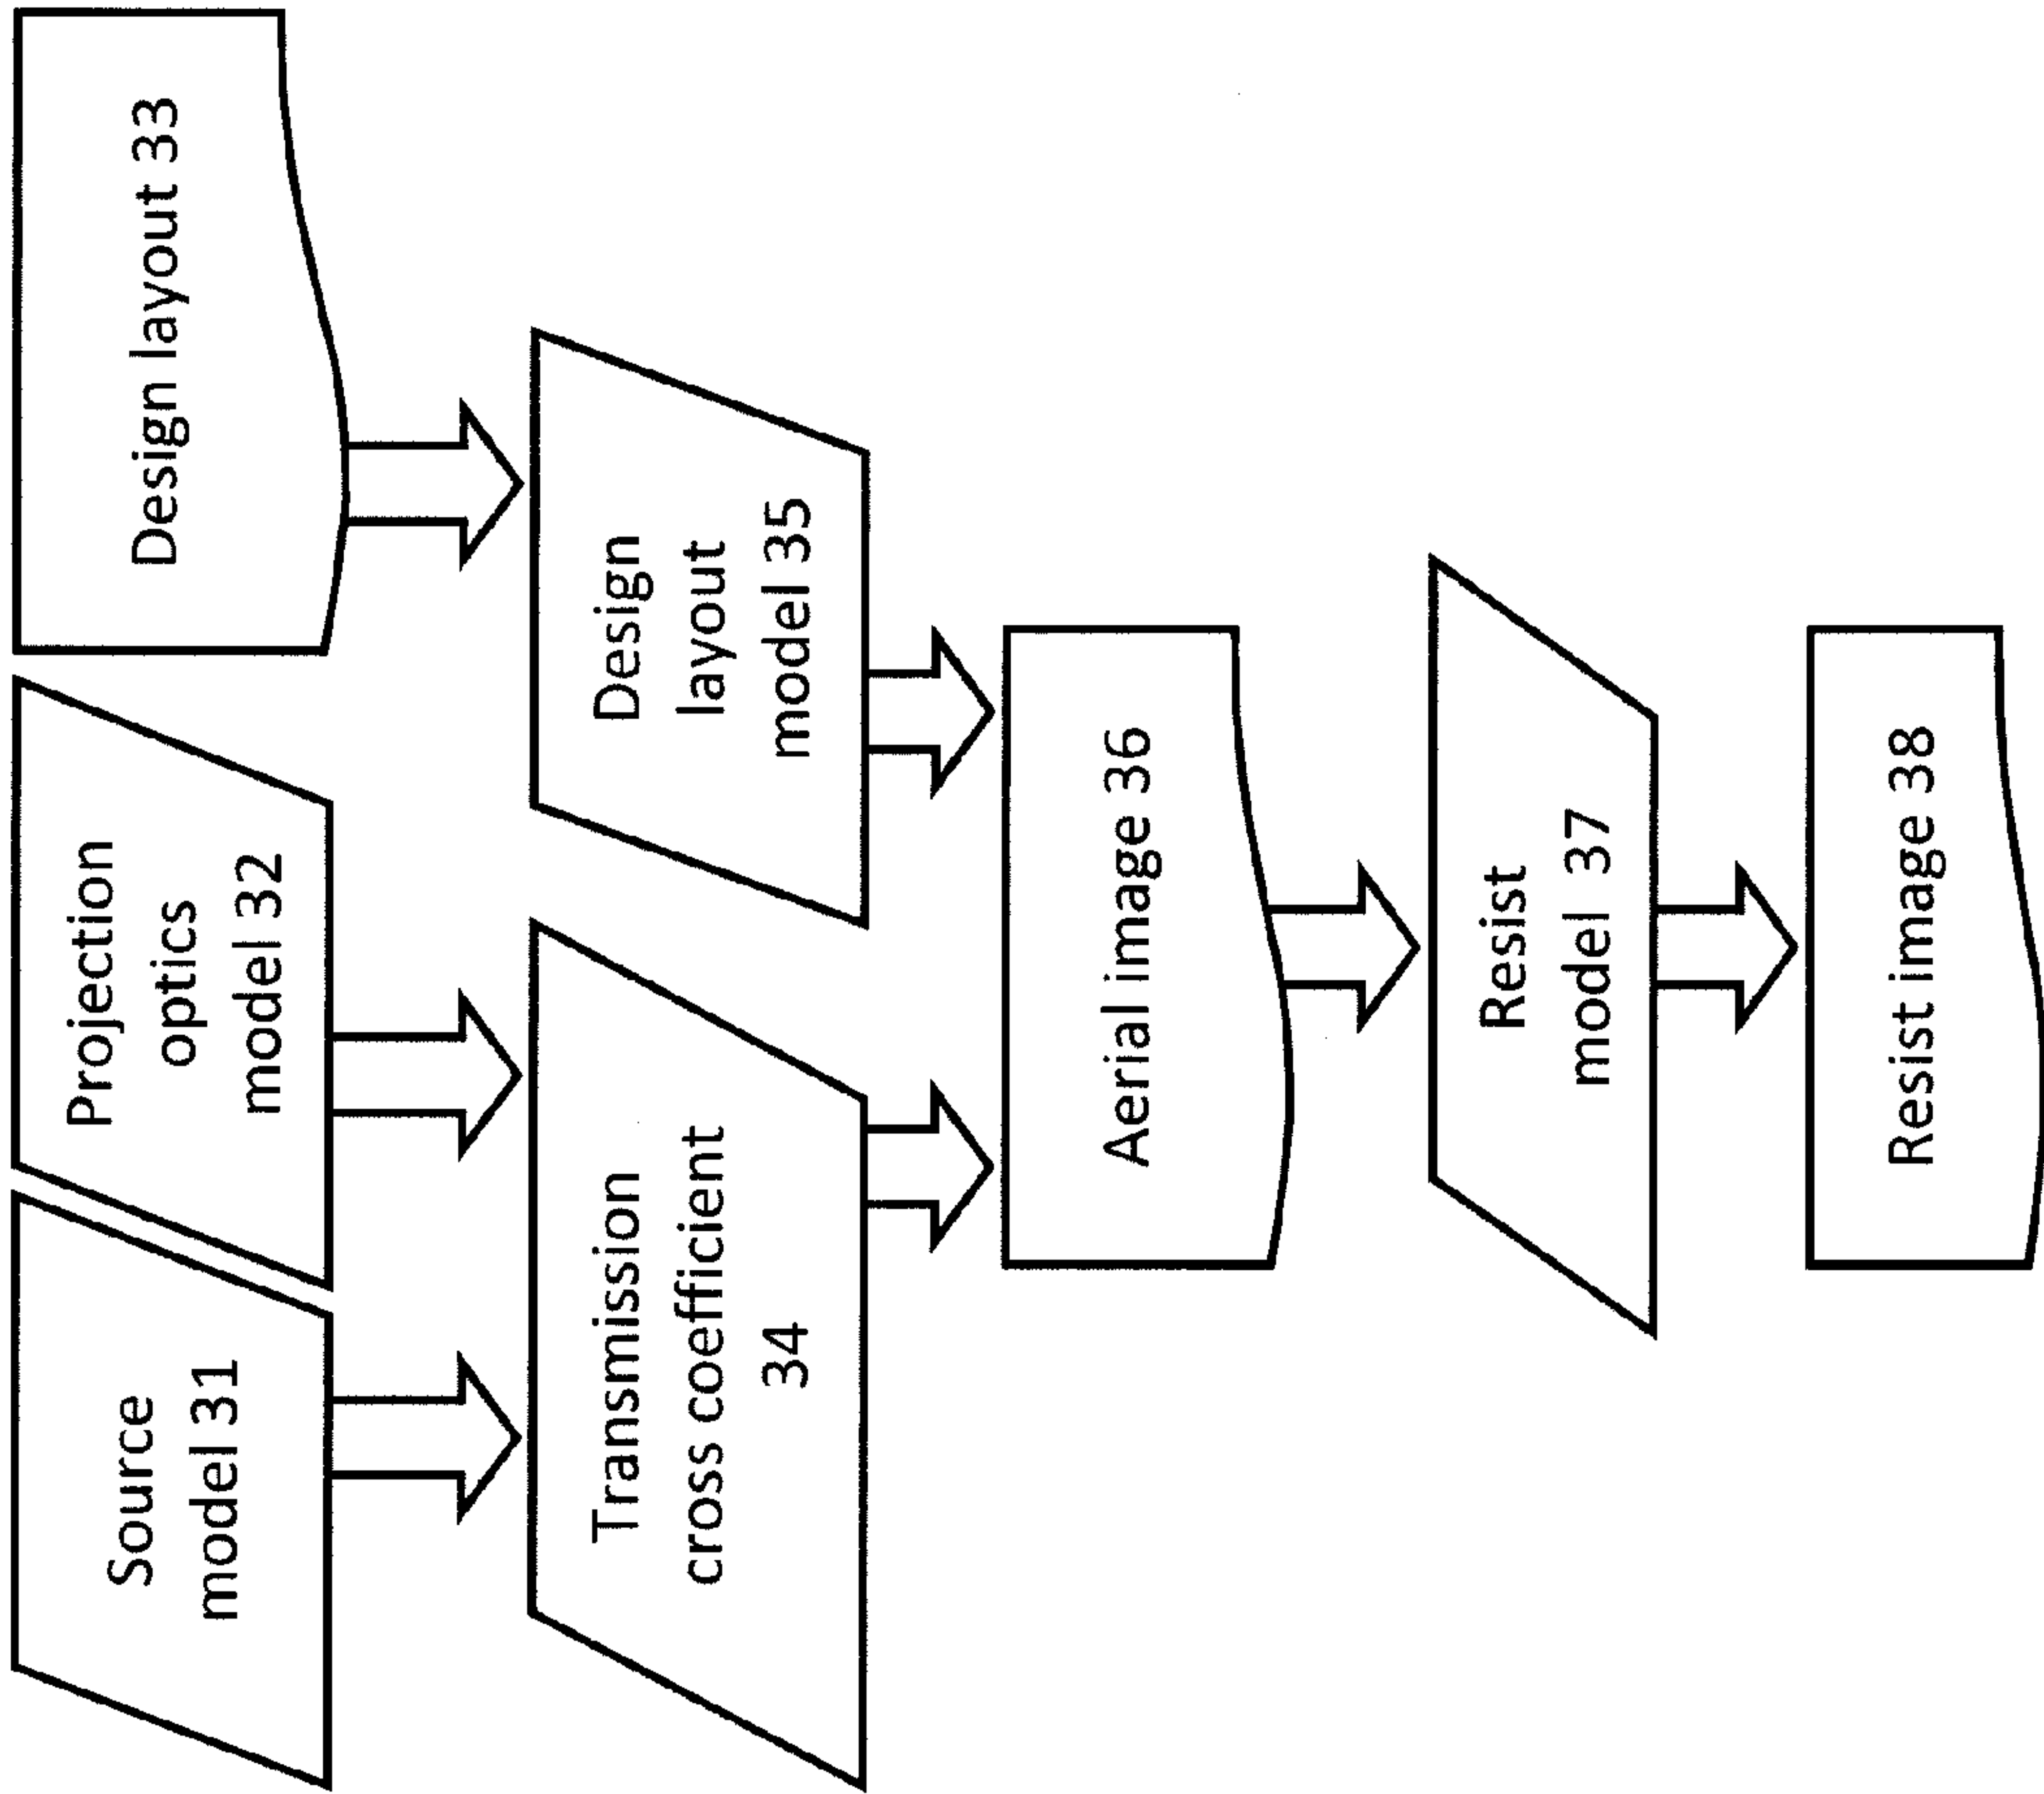 Source
model 31
Projection
optics
model 32
Design layout 33
Transmission
cross coefficient
34
Design
layout
model 35
Aerial image 36
Resist
model 37
Resist image 38